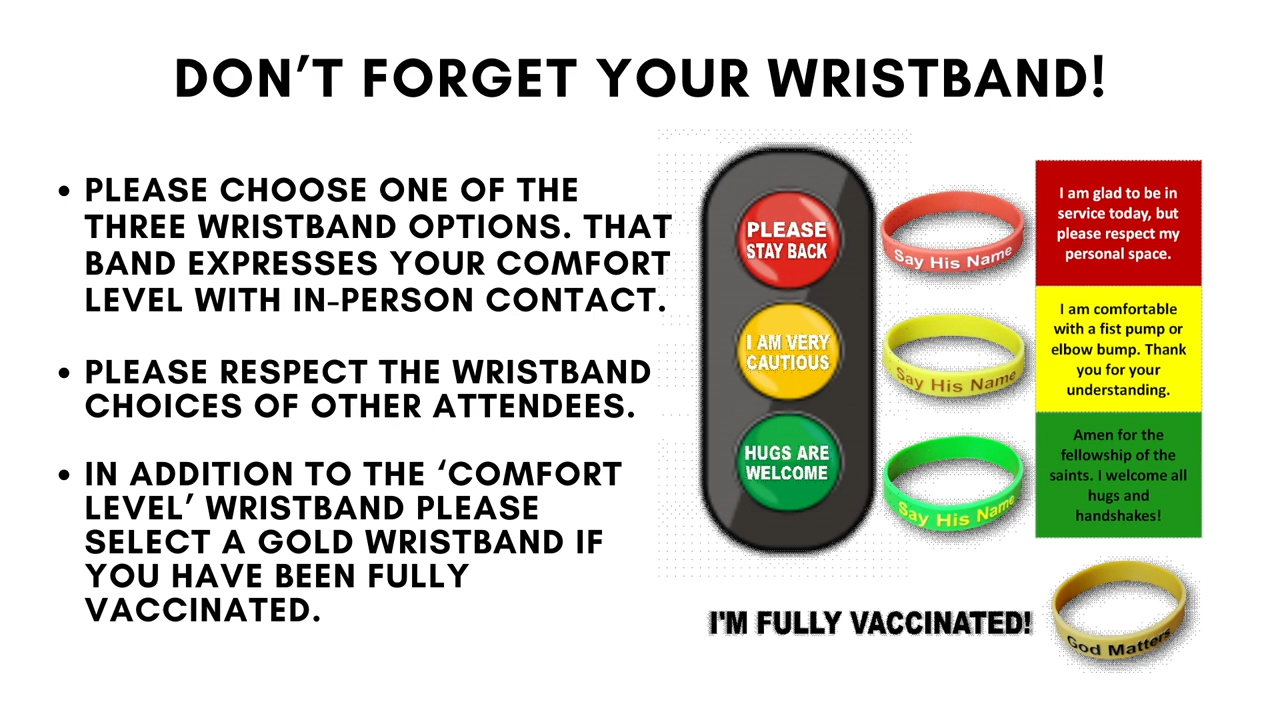 DON'T FORGET YOUR WRISTBAND!
• PLEASE CHOOSE ONE OF THE
THREE WRISTBAND OPTIONS. THAT
BAND EXPRESSES YOUR COMFORT
LEVEL WITH IN-PERSON CONTACT.
• PLEASE RESPECT THE WRISTBAND
CHOICES OF OTHER ATTENDEES.
• IN ADDITION TO THE ‘COMFORT
LEVEL’ WRISTBAND PLEASE
SELECT A GOLD WRISTBAND IF
YOU HAVE BEEN FULLY
VACCINATED.
PLEASE
STAY BACK
Say His Name
I am glad to be in
service today, but
please respect my
personal space.
I AM VERY
CAUTIOUS
Say His Name
I am comfortable
with a fist pump or
elbow bump. Thank
you for your
understanding.
HUGS ARE
WELCOME
Say His Name
Amen for the
fellowship of the
saints. I welcome all
hugs and
handshakes!
I'M FULLY VACCINATED!
God Matters